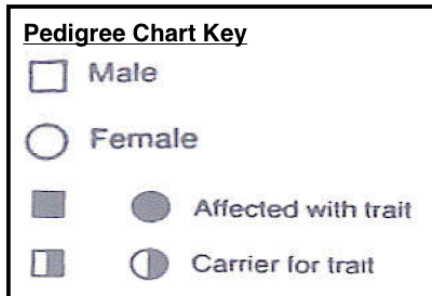 Pedigree Chart Key
Male
Female
Affected with trait
Carrier for trait